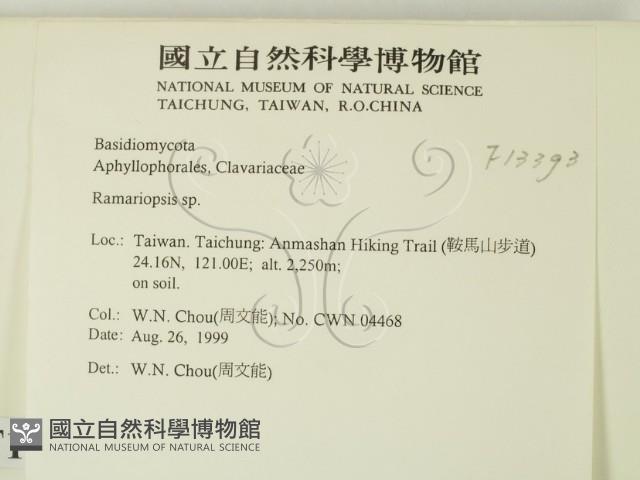 國立自然科學博物館
NATIONAL MUSEUM OF NATURAL SCIENCE
TAICHUNG, TAIWAN, R.O.CHINA
Basidiomycota
Aphyllophorales, Clavariaceae
F13393
Ramariopsis sp.
Loc.: Taiwan. Taichung: Anmashan Hiking Trail (鞍馬山步道)
24.16N, 121.00E; alt. 2,250m;
on soil.
Col.: W.N. Chou(周文能); No. CWN 04468
Date: Aug. 26, 1999
Det.: W.N. Chou(周文能)
國立自然科學博物館
NATIONAL MUSEUM OF NATURAL SCIENCE